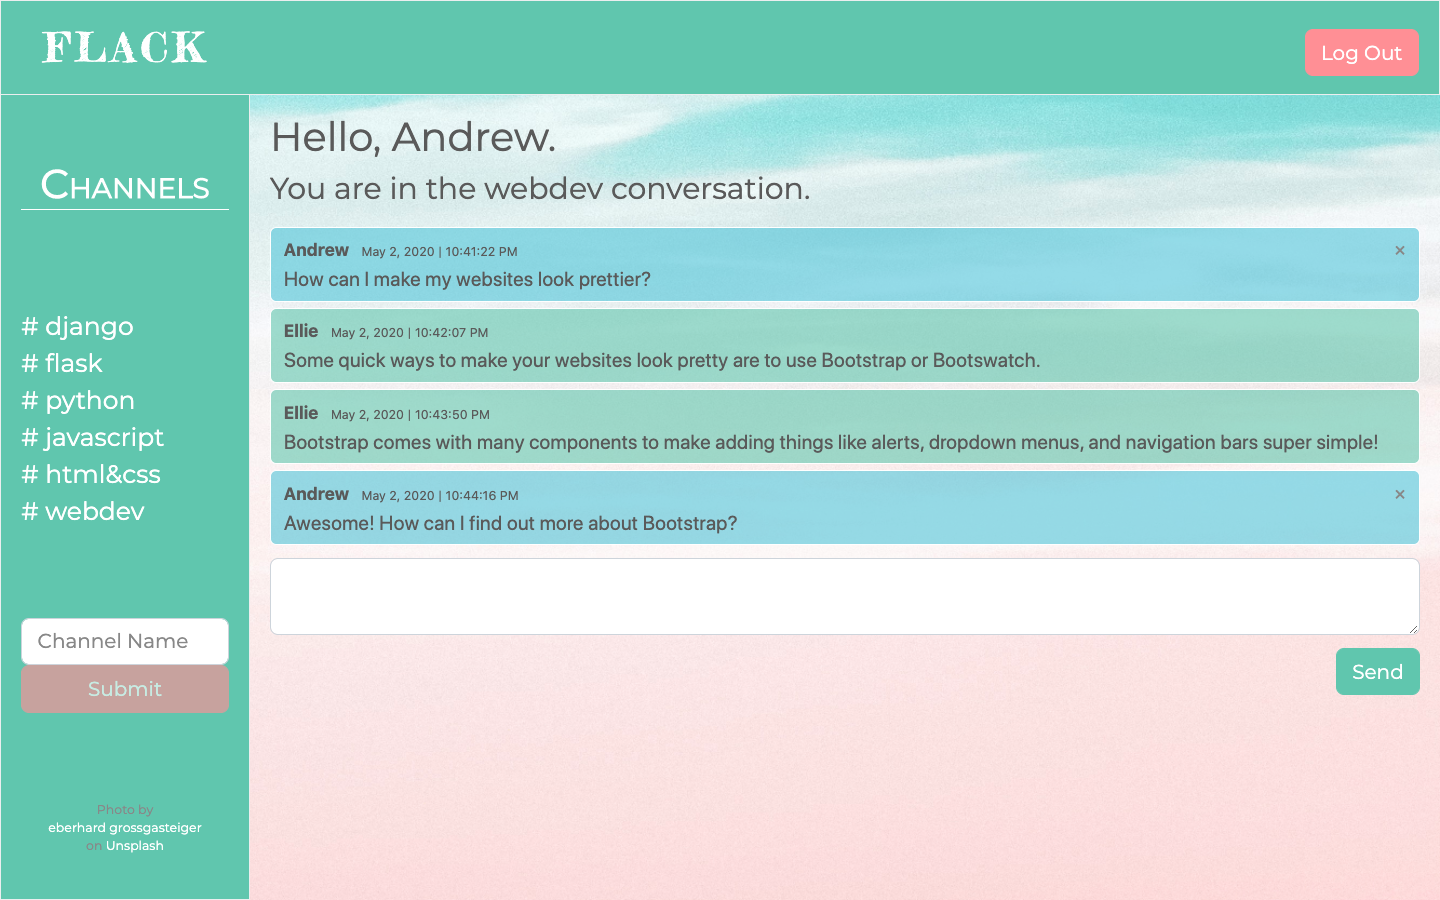 FLACK
Log Out
CHANNELS
# django
# flask
# python
# javascript
# html&css
# webdev
Channel Name
Submit
Photo by
eberhard grossgasteiger
on Unsplash
Hello, Andrew.
You are in the webdev conversation.
Andrew May 2, 2020 | 10:41:22 PM ×
How can I make my websites look prettier?
Ellie May 2, 2020 | 10:42:07 PM
Some quick ways to make your websites look pretty are to use Bootstrap or Bootswatch.
Ellie May 2, 2020 | 10:43:50 PM
Bootstrap comes with many components to make adding things like alerts, dropdown menus, and navigation bars super simple!
Andrew May 2, 2020 | 10:44:16 PM ×
Awesome! How can I find out more about Bootstrap?
Send